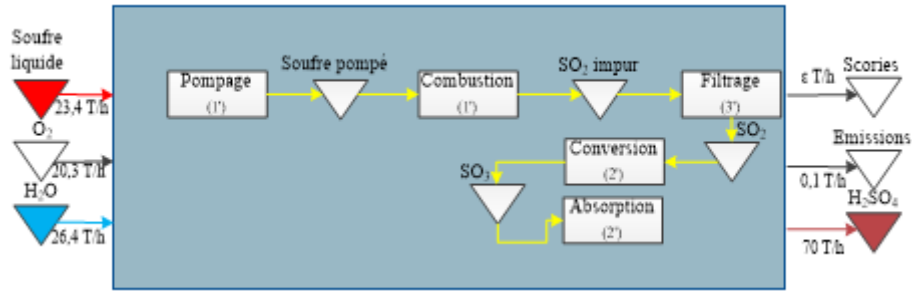 Soufre
liquide
23,4 T/h
O₂
20,3 T/h
H₂O
26,4 T/h
Pompage
(1')
Soufre pompé
Combustion
(1')
SO₂ impur
Filtrage
(3')
SO₂
Conversion
(2')
SO₃
Absorption
(2')
ε T/h
Scories
Emissions
0,1 T/h
H₂SO₄
70 T/h